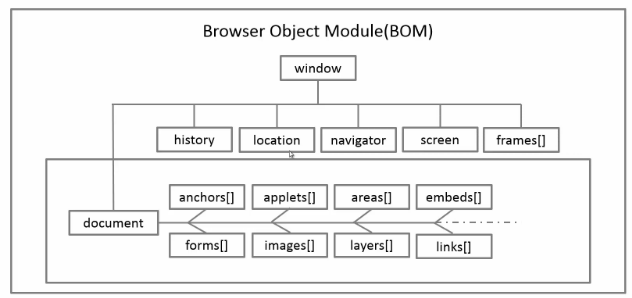 Browser Object Module(BOM)
window
history location navigator screen frames[]
anchors[] applets[] areas[] embeds[]
document
forms[] images[] layers[] links[]